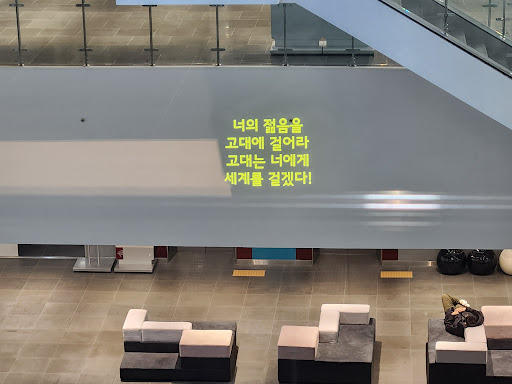 너의 젊음을
고대에 걸어라
고대는 너에게
세계를 걸겠다!